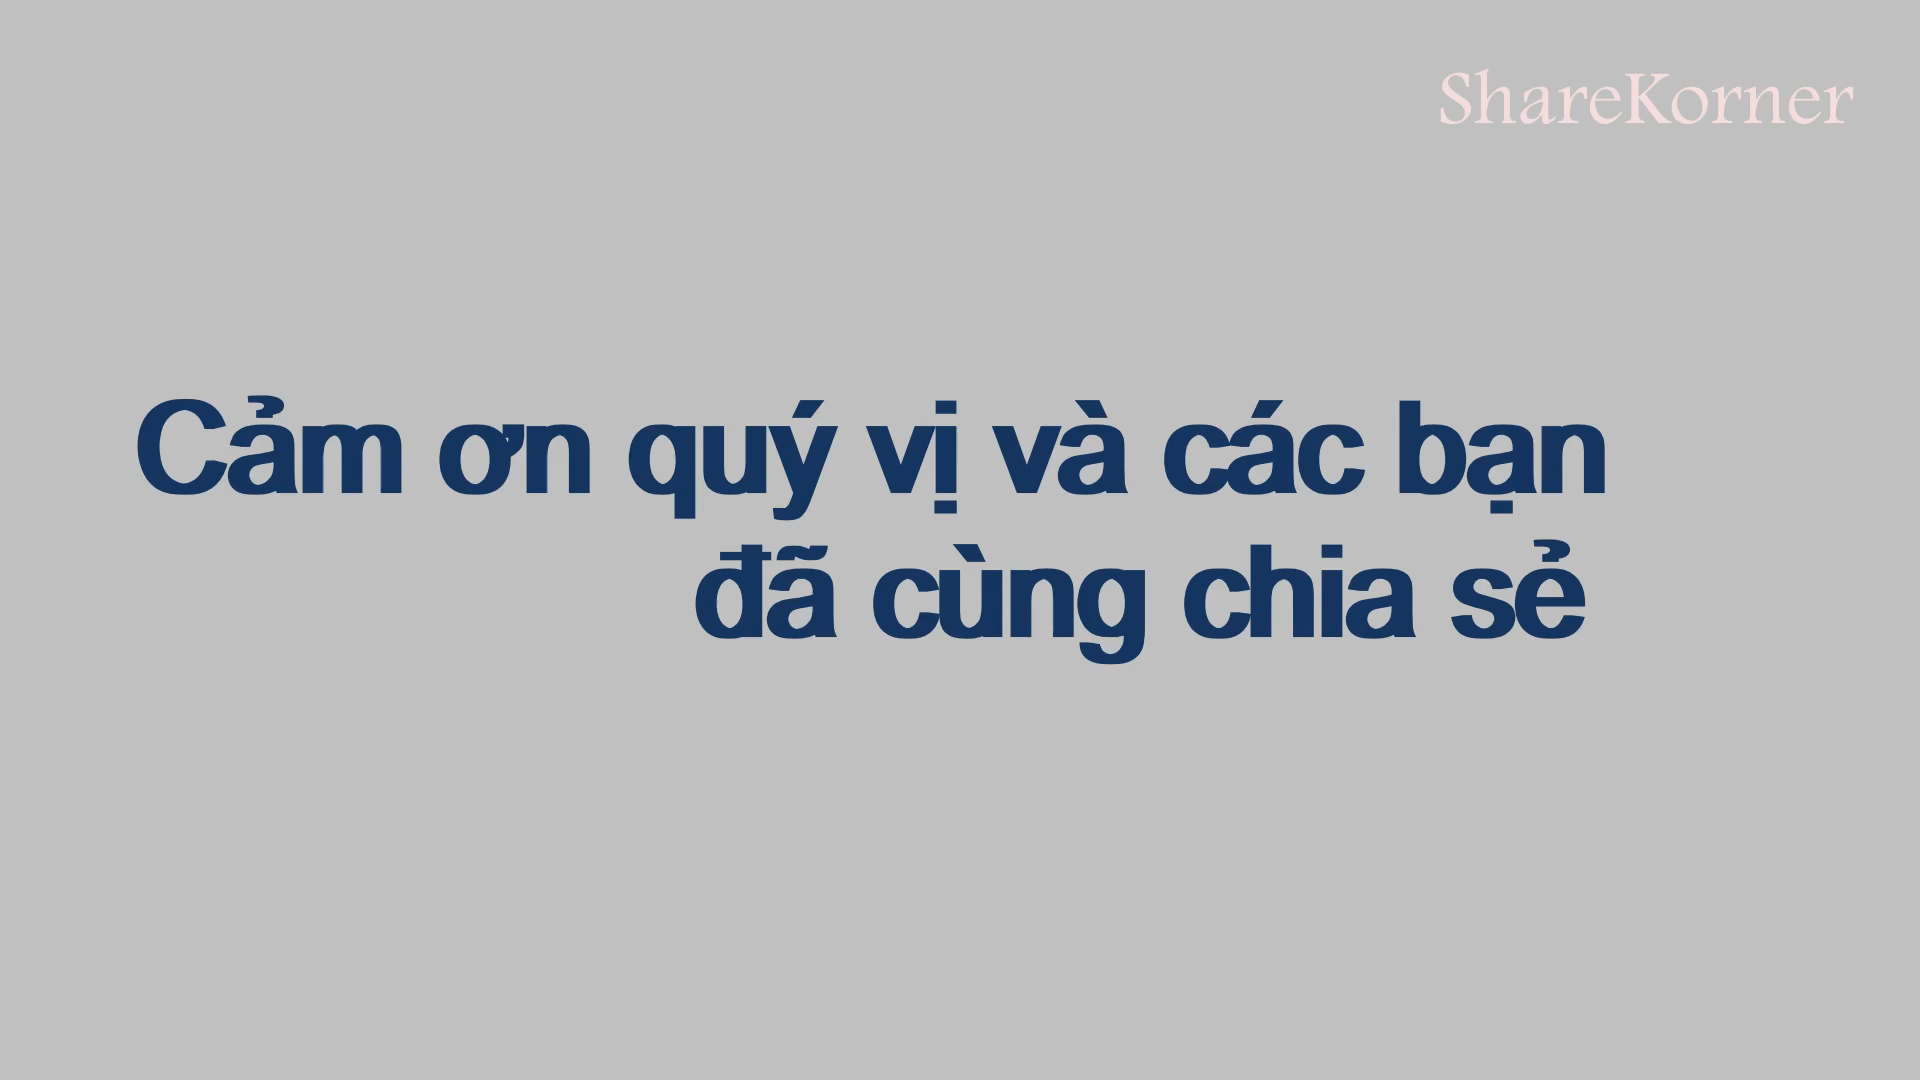 ShareKorner
Cảm ơn quý vị và các bạn
đã cùng chia sẻ